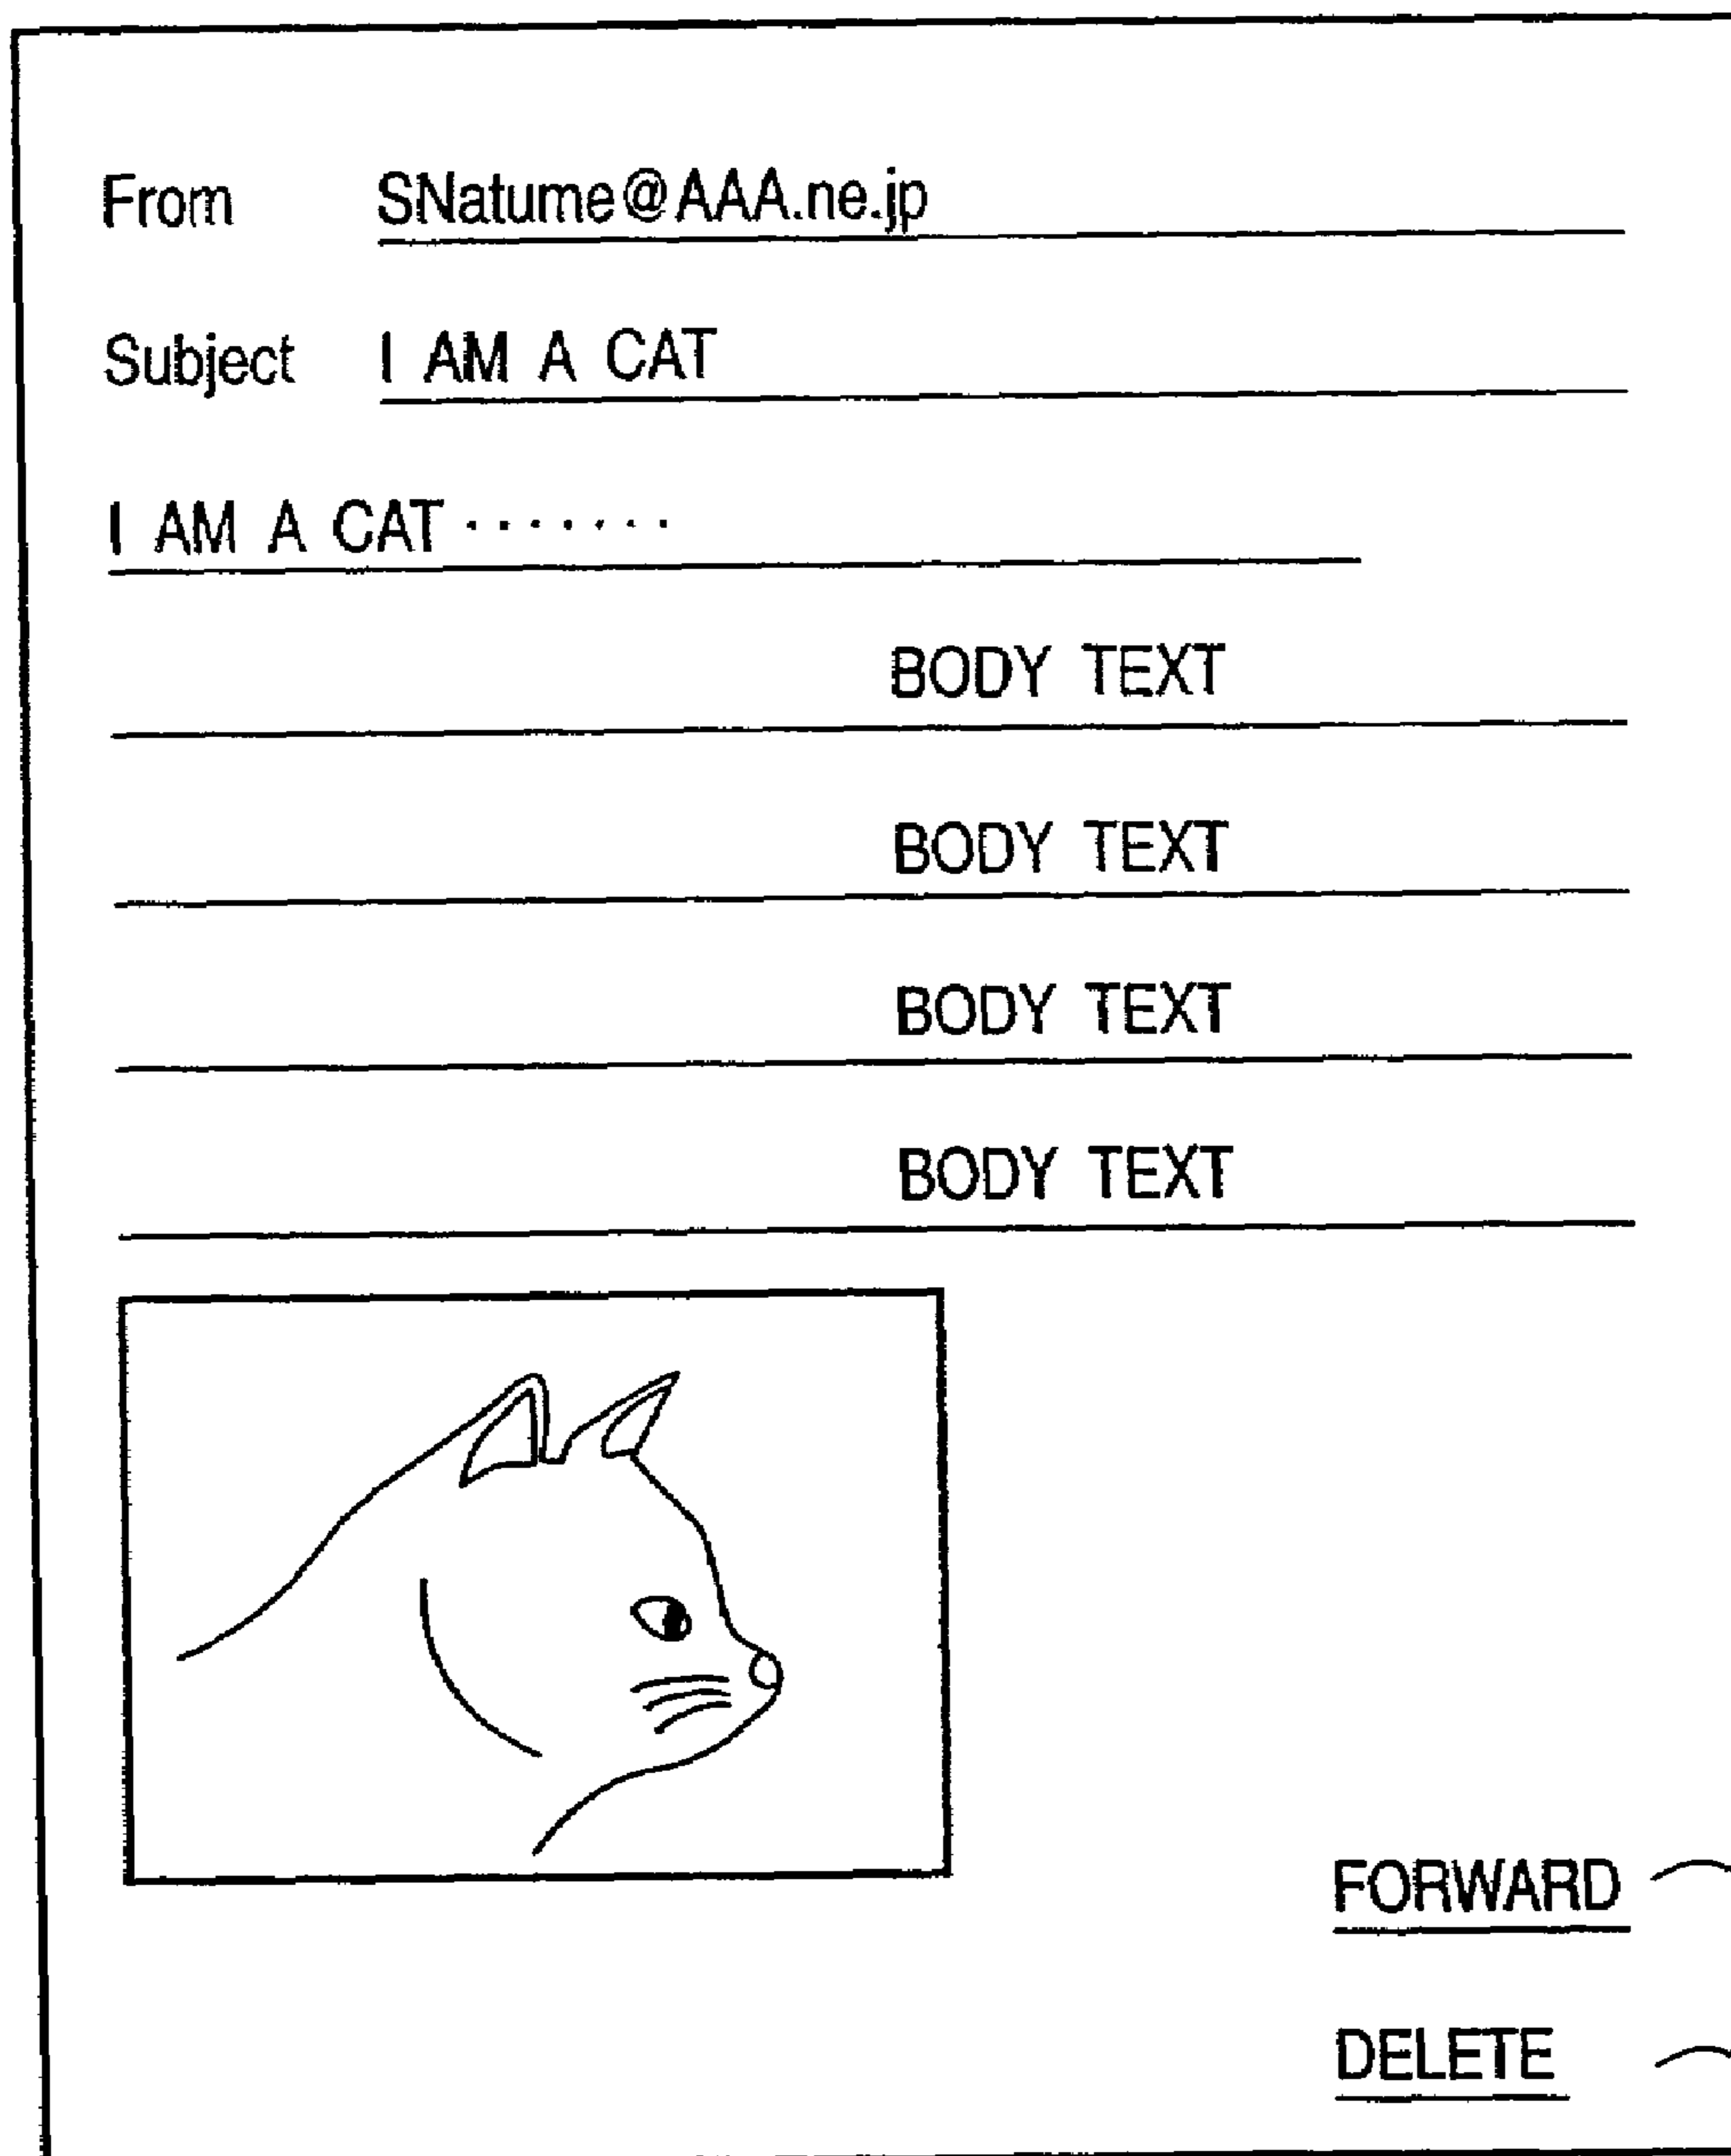 From SNatume@AAA.ne.jp
Subject I AM A CAT
I AM A CAT .......
BODY TEXT
BODY TEXT
BODY TEXT
BODY TEXT
FORWARD
DELETE